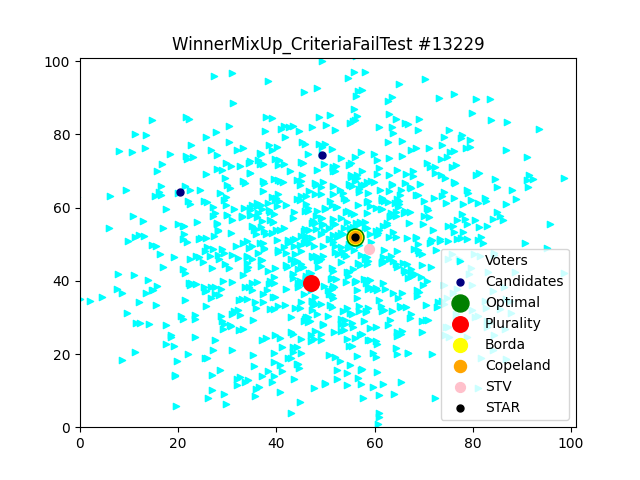 WinnerMixUp_CriteriaFailTest #13229
100
80
60
40
20
0
0 20 40 60 80 100
Voters
Candidates
Optimal
Plurality
Borda
Copeland
STV
STAR